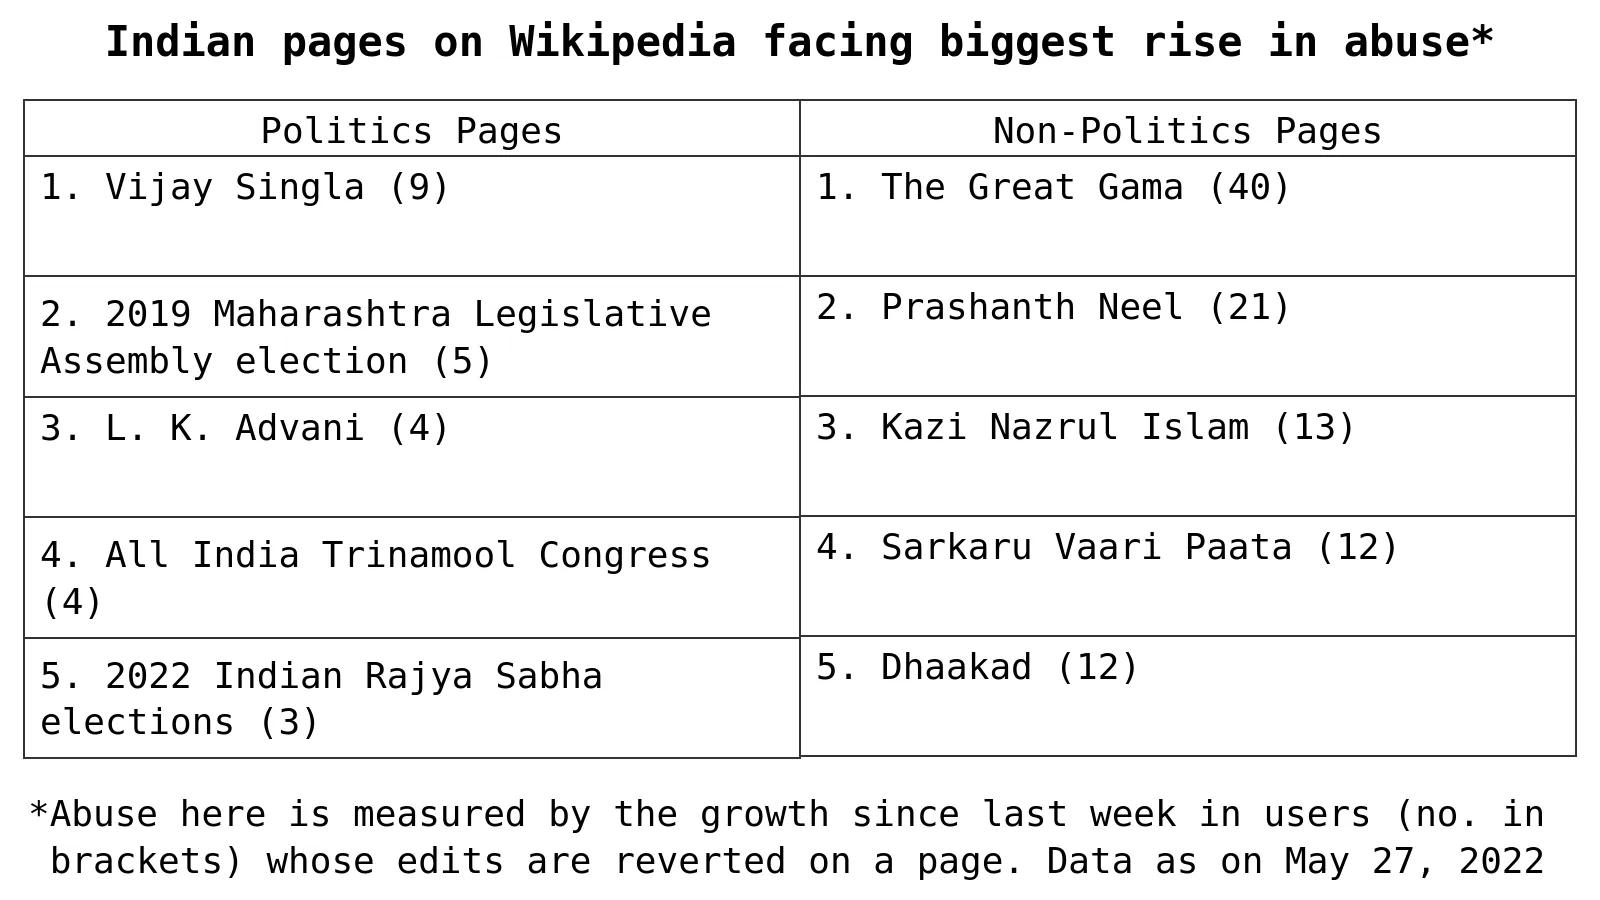 Indian pages on Wikipedia facing biggest rise in abuse*
Politics Pages
1. Vijay Singla (9)
2. 2019 Maharashtra Legislative
Assembly election (5)
3. L. K. Advani (4)
4. All India Trinamool Congress
(4)
5. 2022 Indian Rajya Sabha
elections (3)
Non-Politics Pages
1. The Great Gama (40)
2. Prashanth Neel (21)
3. Kazi Nazrul Islam (13)
4. Sarkaru Vaari Paata (12)
5. Dhaakad (12)
*Abuse here is measured by the growth since last week in users (no. in
brackets) whose edits are reverted on a page. Data as on May 27, 2022